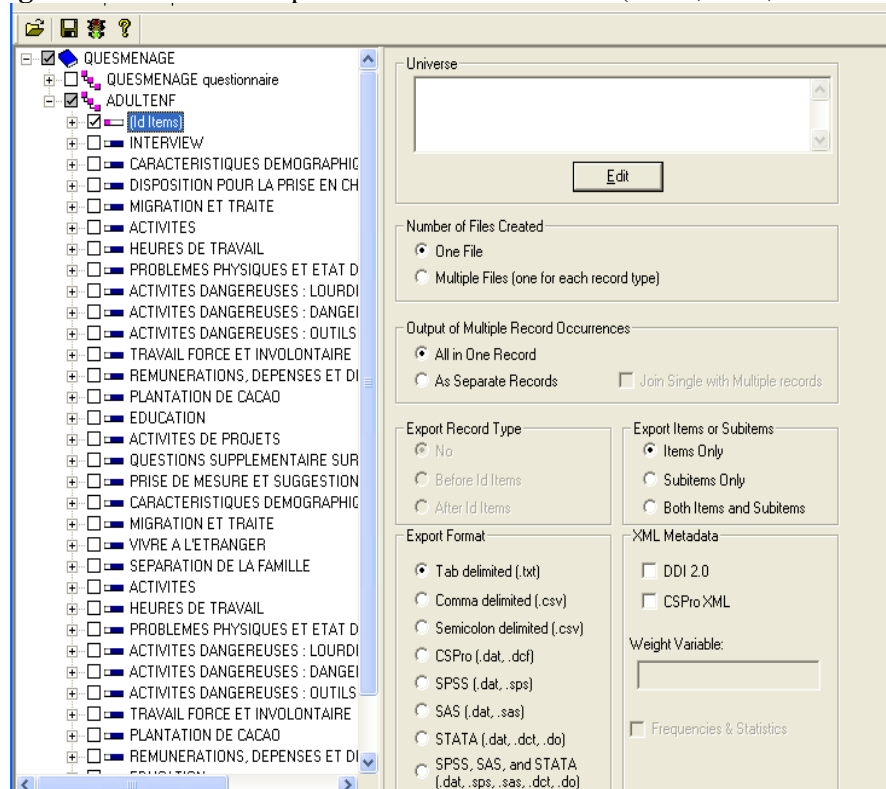 QUESMENAGE
QUESMENAGE questionnaire
ADULTENF
(Id Items)
INTERVIEW
CARACTERISTIQUES DEMOGRAPHIQ
DISPOSITION POUR LA PRISE EN CH
MIGRATION ET TRAITE
ACTIVITES
HEURES DE TRAVAIL
PROBLEMES PHYSIQUES ET ETAT D
ACTIVITES DANGEREUSES : LOURDI
ACTIVITES DANGEREUSES : DANGEI
ACTIVITES DANGEREUSES : OUTILS
TRAVAIL FORCE ET INVOLONTAIRE
REMUNERATIONS, DEPENSES ET DI
PLANTATION DE CACAO
EDUCATION
ACTIVITES DE PROJETS
QUESTIONS SUPPLEMENTAIRE SUR
PRISE DE MESURE ET SUGGESTION
CARACTERISTIQUES DEMOGRAPHIQ
MIGRATION ET TRAITE
VIVRE A L'ETRANGER
SEPARATION DE LA FAMILLE
ACTIVITES
HEURES DE TRAVAIL
PROBLEMES PHYSIQUES ET ETAT D
ACTIVITES DANGEREUSES : LOURDI
ACTIVITES DANGEREUSES : DANGEI
ACTIVITES DANGEREUSES : OUTILS
TRAVAIL FORCE ET INVOLONTAIRE
PLANTATION DE CACAO
REMUNERATIONS, DEPENSES ET DI
Universe
Edit
Number of Files Created
One File
Multiple Files (one for each record type)
Output of Multiple Record Occurrences
All in One Record
As Separate Records
Join Single with Multiple records
Export Record Type
No
Before Id Items
After Id Items
Export Items or Subitems
Items Only
Subitems Only
Both Items and Subitems
Export Format
Tab delimited (.txt)
Comma delimited (.csv)
Semicolon delimited (.csv)
CSPro (.dat, .dcf)
SPSS (.dat, .sps)
SAS (.dat, .sas)
STATA (.dat, .dct, .do)
SPSS, SAS, and STATA
(.dat, .sps, .sas, .dct, .do)
XML Metadata
DDI 2.0
CSPro XML
Weight Variable:
Frequencies & Statistics